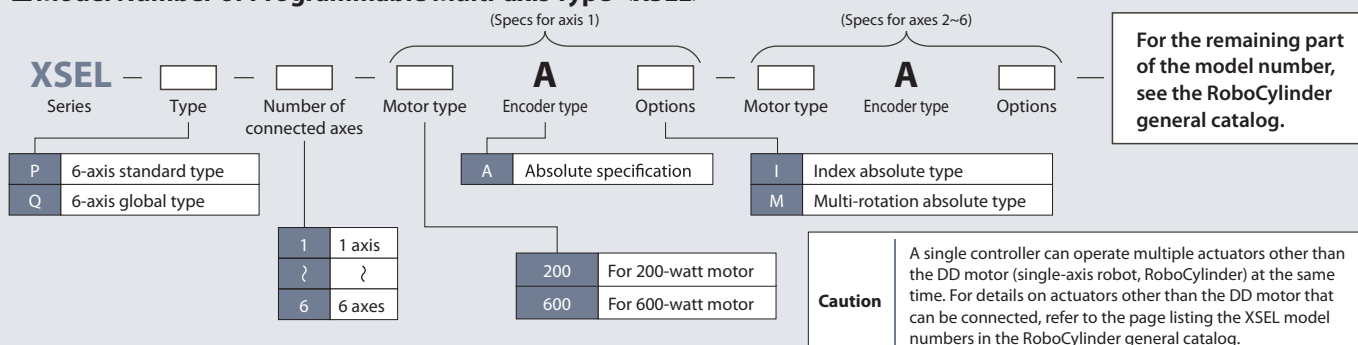 (Specs for axis 1)
(Specs for axes 2~6)
XSEL — — — A — A —
Series Type Number of connected axes Motor type Encoder type Options Motor type Encoder type Options
For the remaining part
of the model number,
see the RoboCylinder
general catalog.
P 6-axis standard type
Q 6-axis global type
A Absolute specification
I Index absolute type
M Multi-rotation absolute type
1 1 axis
≀ ≀
6 6 axes
200 For 200-watt motor
600 For 600-watt motor
Caution
A single controller can operate multiple actuators other than
the DD motor (single-axis robot, RoboCylinder) at the same
time. For details on actuators other than the DD motor that
can be connected, refer to the page listing the XSEL model
numbers in the RoboCylinder general catalog.